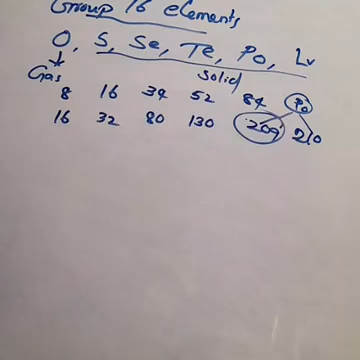 Group 16 elements
O, S, Se, Te, Po, Lv
Gas Solid
8 16 34 52 84 Po
16 32 80 130 209 210